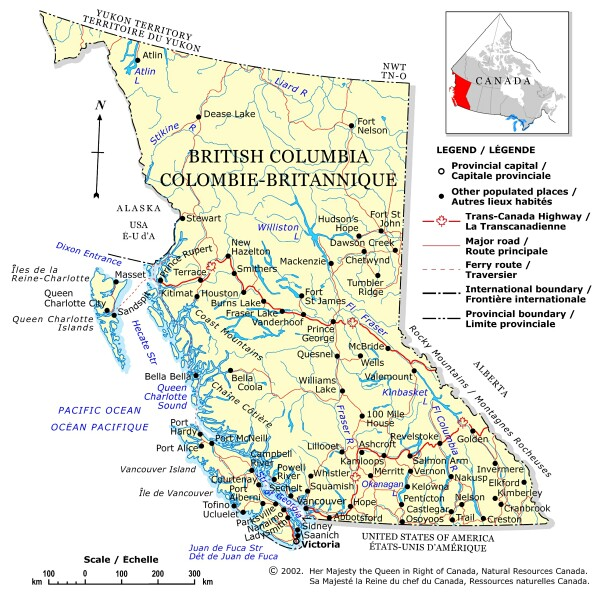 YUKON TERRITORY
TERRITOIRE DU YUKON
NWT
TN-O
Atlin
Atlin
L
Liard R
Dease Lake
Stikine
R
Fort
Nelson
BRITISH COLUMBIA
COLOMBIE-BRITANNIQUE
N
ALASKA
USA
É-U d'A
Stewart
Williston
L
Hudson's
Hope
Fort St
John
Dawson Creek
Chetwynd
Tumbler
Ridge
Mackenzie
Dixon Entrance
Prince Rupert
New
Hazelton
Terrace
Smithers
Îles de la
Reine-Charlotte
Masset
Queen
Charlotte
City
Sandspit
Queen Charlotte
Islands
Kitimat
Houston
Burns Lake
Fraser Lake
Vanderhoof
Fort
St James
Prince
George
Fl Fraser
Hecate Str
Coast Mountains
Chaîne Côtière
McBride
Quesnel
Wells
Valemount
Rocky Mountains / Montagnes Rocheuses
ALBERTA
Bella Bella
Bella
Coola
Queen
Charlotte
Sound
Williams
Lake
Kinbasket
L
PACIFIC OCEAN
OCÉAN PACIFIQUE
Fraser R
100 Mile
House
Fl Columbia R
Port
Hardy
Port McNeill
Port Alice
Lillooet
Ashcroft
Revelstoke
Golden
Vancouver Island
Île de Vancouver
Campbell
River
Powell
River
Whistler
Kamloops
Salmon Arm
Merritt
Vernon
Invermere
Courtenay
Sechelt
Squamish
Okanagan
Kelowna
Nakusp
Elkford
Kimberley
Port
Alberni
Str of Georgia
Vancouver
Hope
Penticton
Nelson
Cranbrook
Tofino
Ucluelet
Parksville
Nanaimo
Ladysmith
Abbotsford
Castlegar
Osoyoos
Trail
Creston
Sidney
Saanich
Victoria
Juan de Fuca Str
Dét de Juan de Fuca
UNITED STATES OF AMERICA
ÉTATS-UNIS D'AMÉRIQUE
CANADA
LEGEND / LÉGENDE
Provincial capital /
Capitale provinciale
Other populated places /
Autres lieux habités
Trans-Canada Highway /
La Transcanadienne
Major road /
Route principale
Ferry route /
Traversier
International boundary /
Frontière internationale
Provincial boundary /
Limite provinciale
Scale / Echelle
km 100 0 100 200 300 km
© 2002. Her Majesty the Queen in Right of Canada, Natural Resources Canada.
Sa Majesté la Reine du chef du Canada, Ressources naturelles Canada.